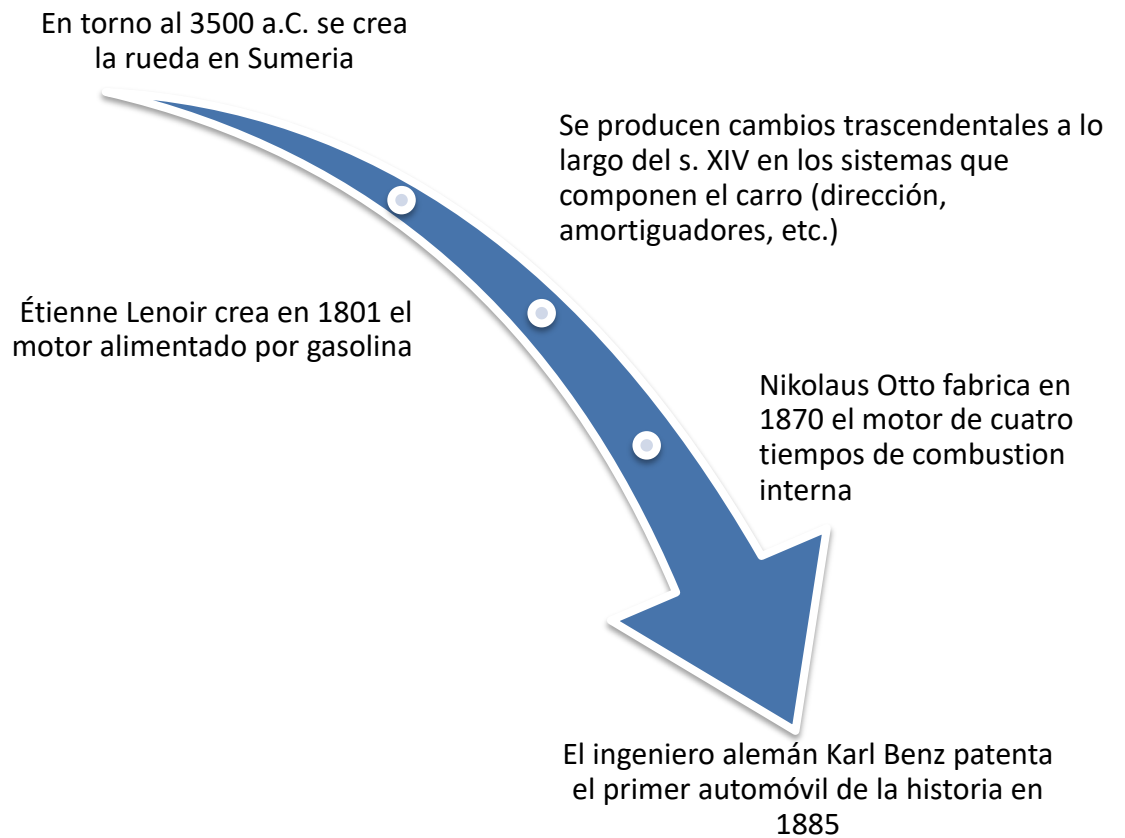 En torno al 3500 a.C. se crea
la rueda en Sumeria
Se producen cambios trascendentales a lo
largo del s. XIV en los sistemas que
componen el carro (dirección,
amortiguadores, etc.)
Étienne Lenoir crea en 1801 el
motor alimentado por gasolina
Nikolaus Otto fabrica en
1870 el motor de cuatro
tiempos de combustion
interna
El ingeniero alemán Karl Benz patenta
el primer automóvil de la historia en
1885